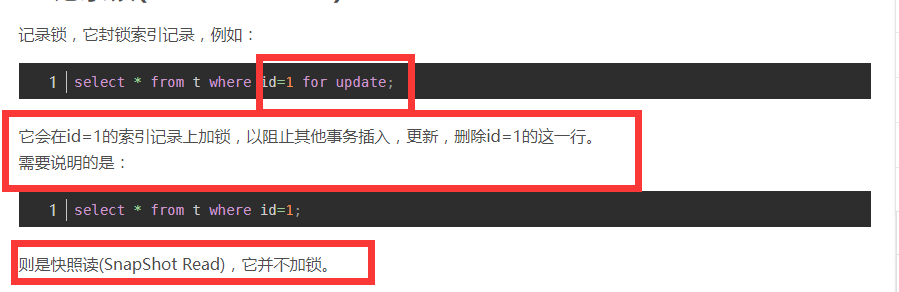 记录锁，它封锁索引记录，例如：
1 select * from t where id=1 for update;
它会在id=1的索引记录上加锁，以阻止其他事务插入，更新，删除id=1的这一行。
需要说明的是：
1 select * from t where id=1;
则是快照读(SnapShot Read)，它并不加锁。